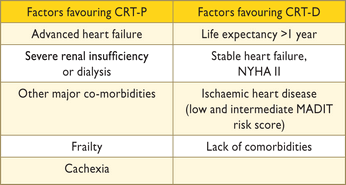 Factors favouring CRT-P
Factors favouring CRT-D
Advanced heart failure
Life expectancy >1 year
Severe renal insufficiency
or dialysis
Stable heart failure,
NYHA II
Other major co-morbidities
Ischaemic heart disease
(low and intermediate MADIT
risk score)
Frailty
Lack of comorbidities
Cachexia